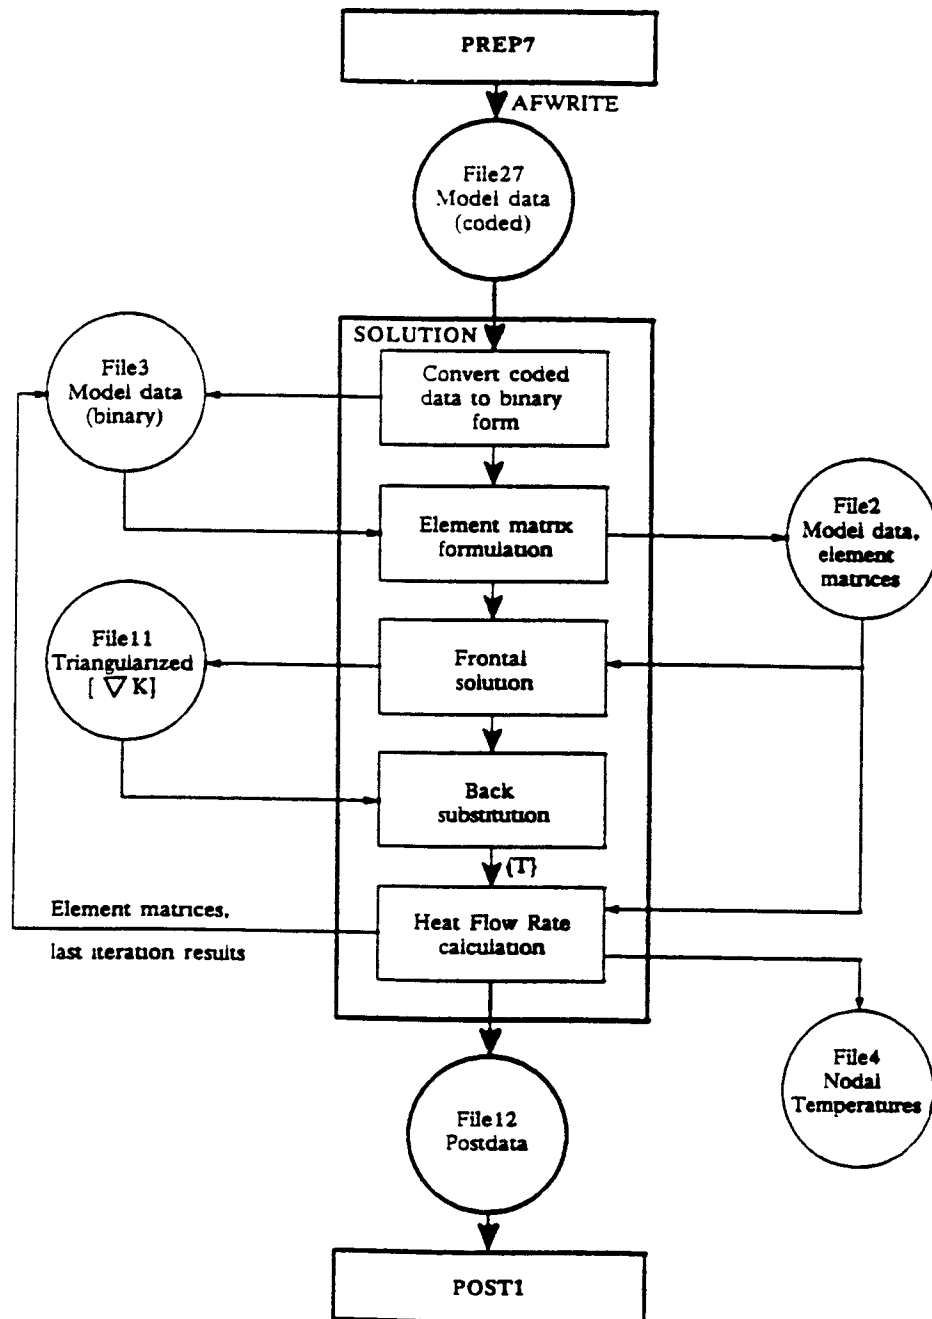 PREP7
AFWRITE
File27
Model data
(coded)
SOLUTION
Convert coded
data to binary
form
File3
Model data
(binary)
Element matrix
formulation
File2
Model data,
element
matrices
File11
Triangularized
[ ▽ K]
Frontal
solution
Back
substitution
{T}
Element matrices,
last iteration results
Heat Flow Rate
calculation
File4
Nodal
Temperatures
File12
Postdata
POST1